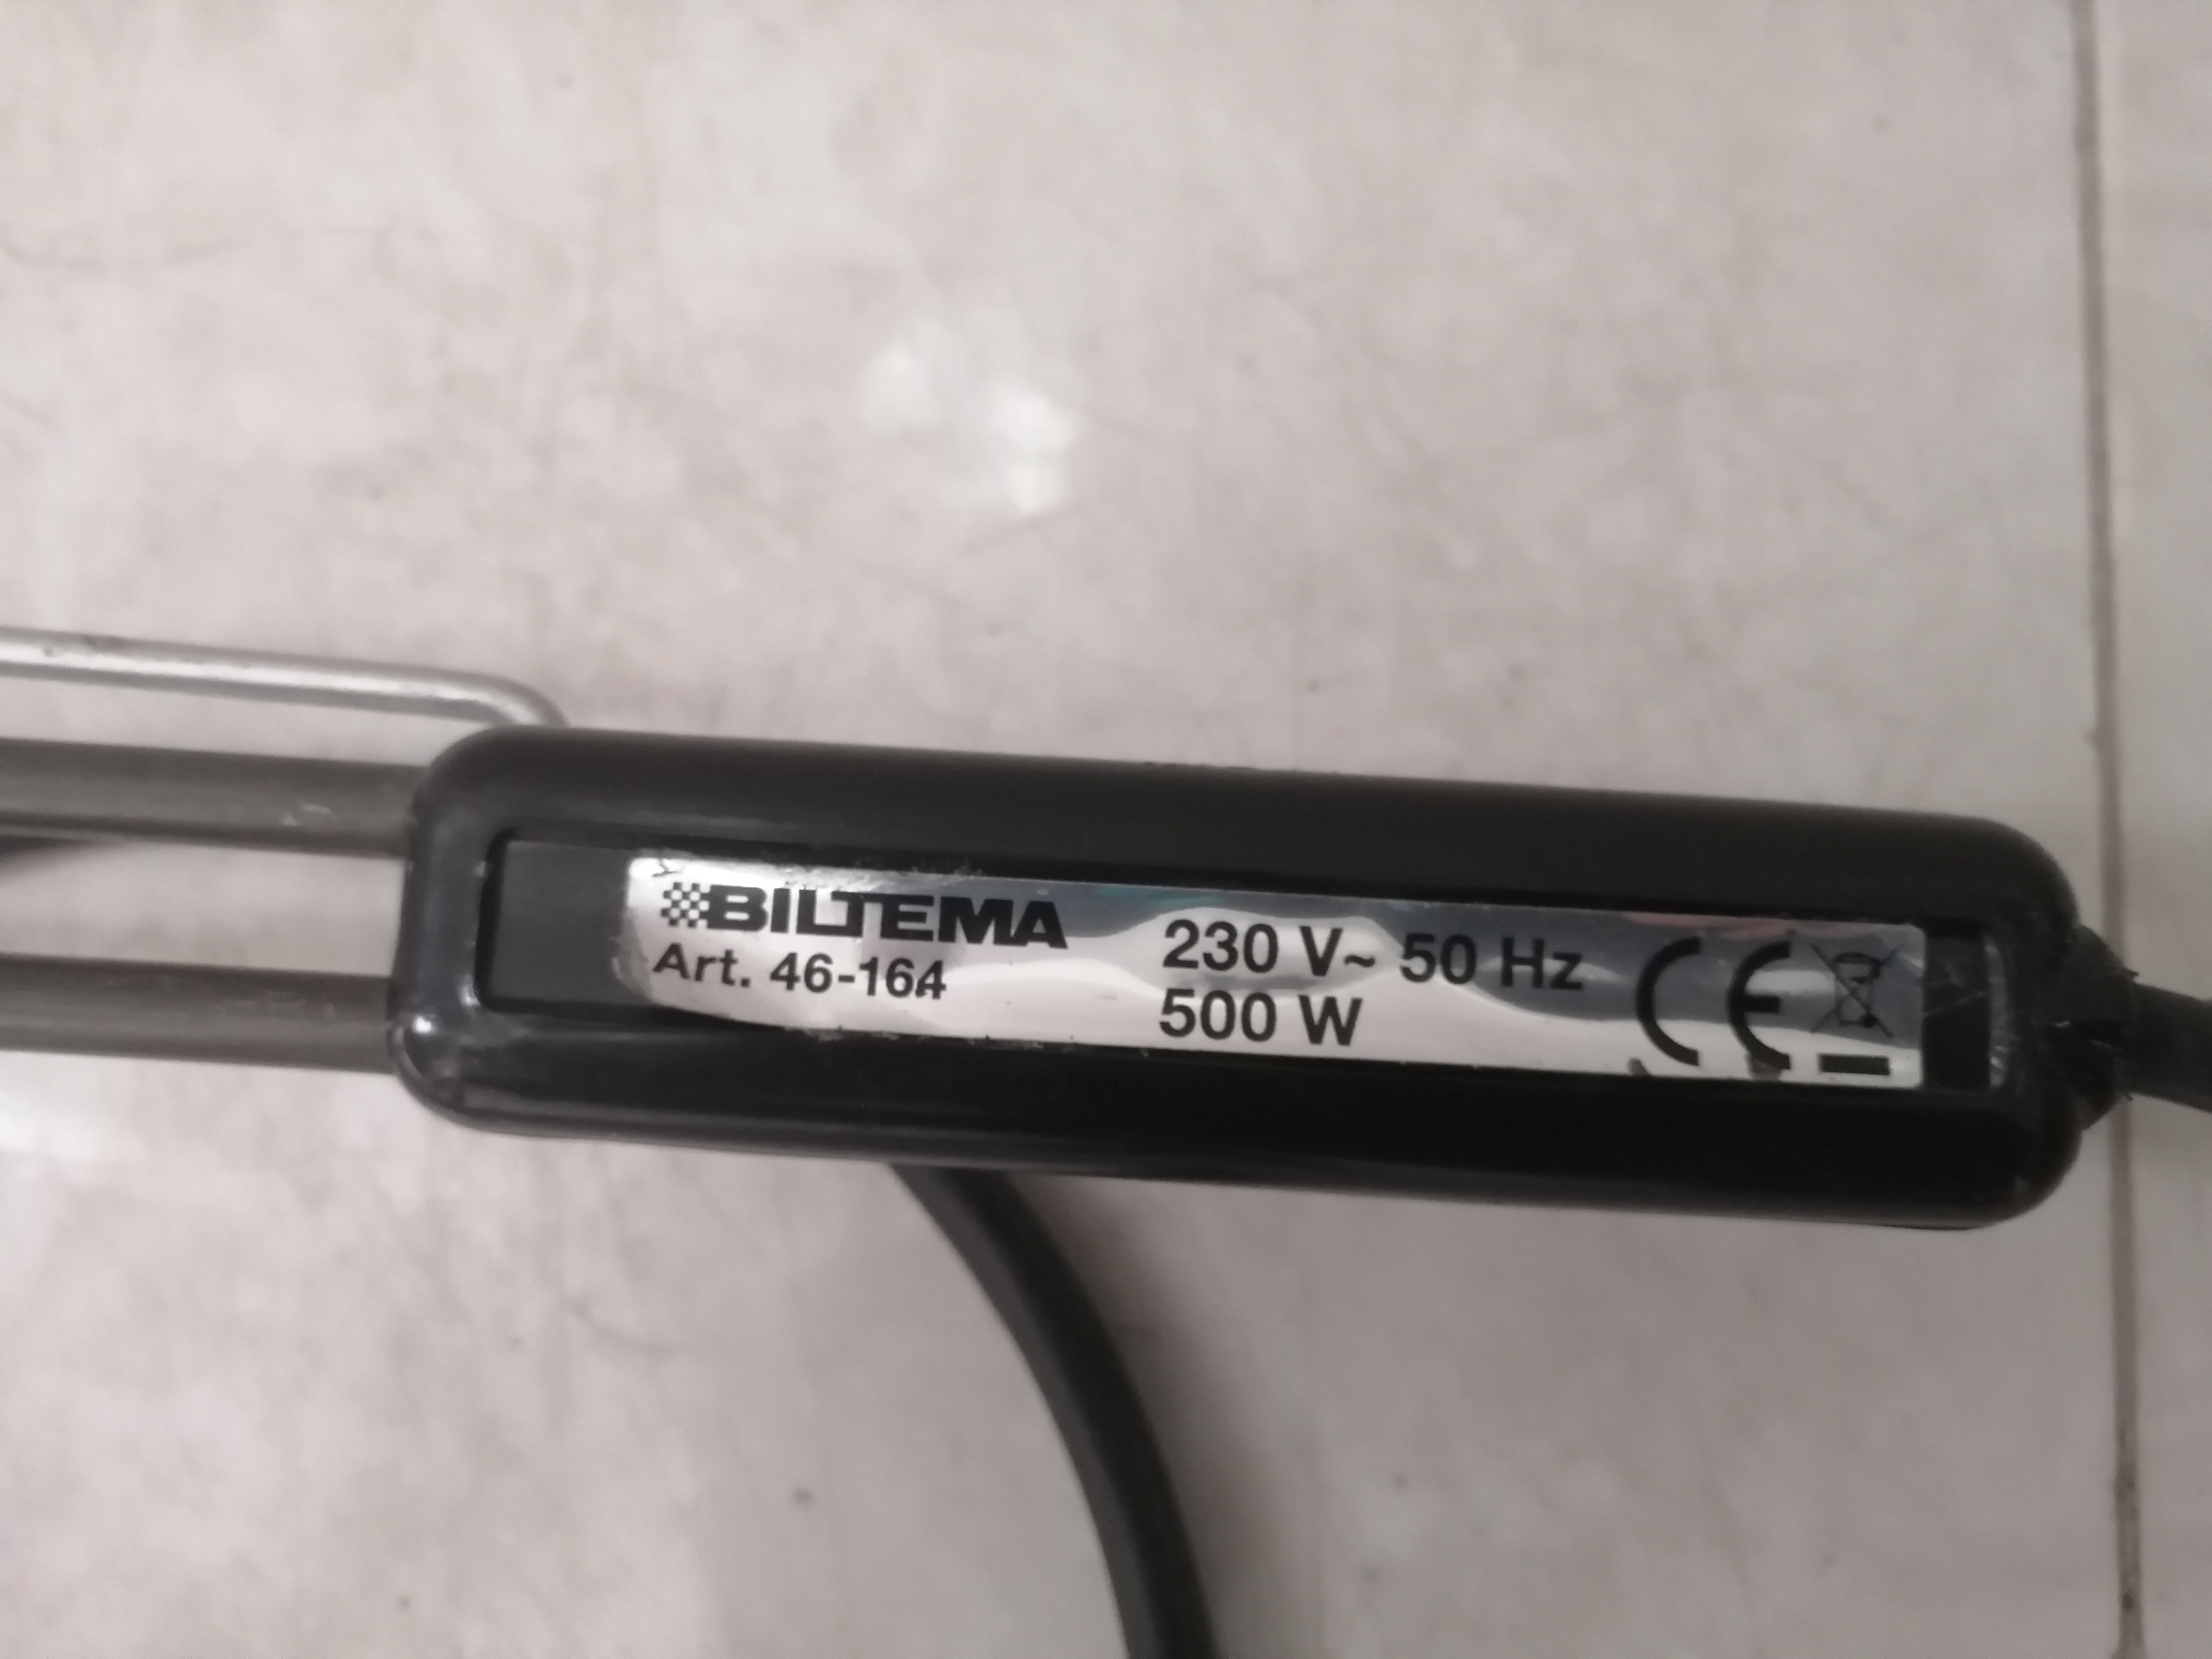 BILTEMA
Art. 46-164
230 V~ 50 Hz
500 W
CE